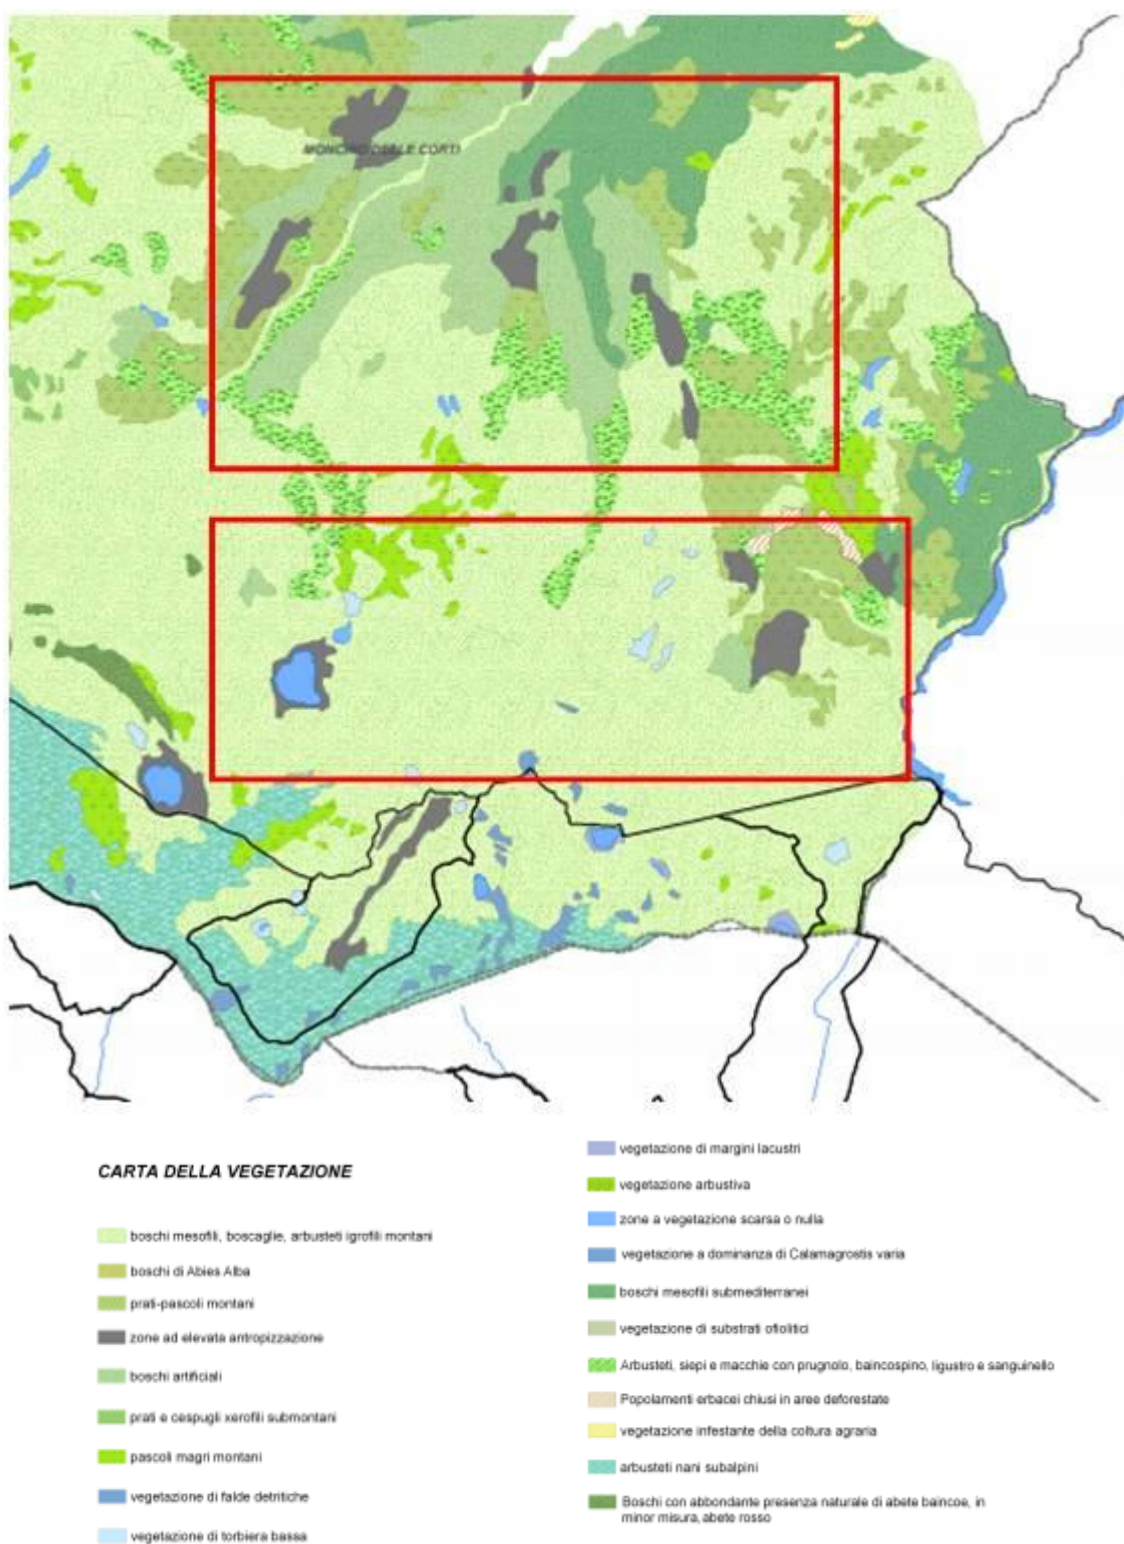 MONCHIO DELLE CORTI
CARTA DELLA VEGETAZIONE
boschi mesofili, boscaglie, arbusteti igrofili montani
boschi di Abies Alba
prati-pascoli montani
zone ad elevata antropizzazione
boschi artificiali
prati e cespugli xerofili submontani
pascoli magri montani
vegetazione di falde detritiche
vegetazione di torbiera bassa
vegetazione di margini lacustri
vegetazione arbustiva
zone a vegetazione scarsa o nulla
vegetazione a dominanza di Calamagrostis varia
boschi mesofili submediterranei
vegetazione di substrati ofiolitici
Arbusteti, siepi e macchie con prugnolo, baincospino, ligustro e sanguinello
Popolamenti erbacei chiusi in aree deforestate
vegetazione infestante della coltura agraria
arbusteti nani subalpini
Boschi con abbondante presenza naturale di abete baincoe, in
minor misura, abete rosso